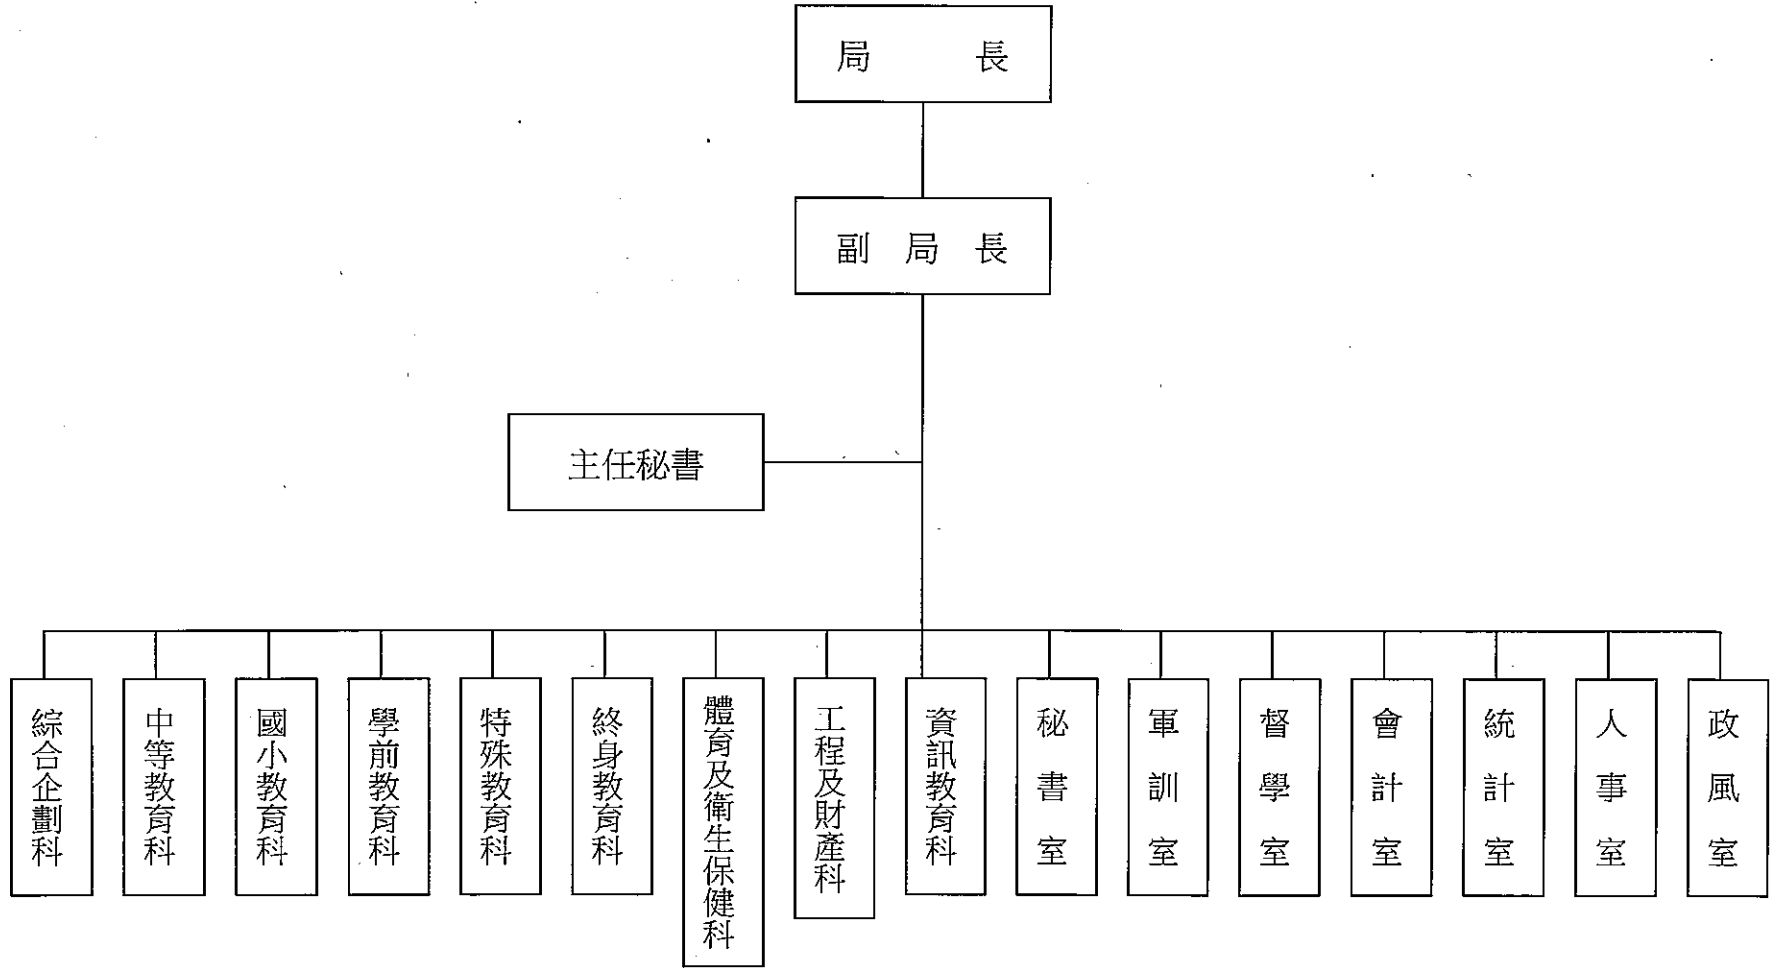 局長
副局長
主任秘書
綜合企劃科
中等教育科
國小教育科
學前教育科
特殊教育科
終身教育科
體育及衛生保健科
工程及財產科
資訊教育科
秘書室
軍訓室
督學室
會計室
統計室
人事室
政風室